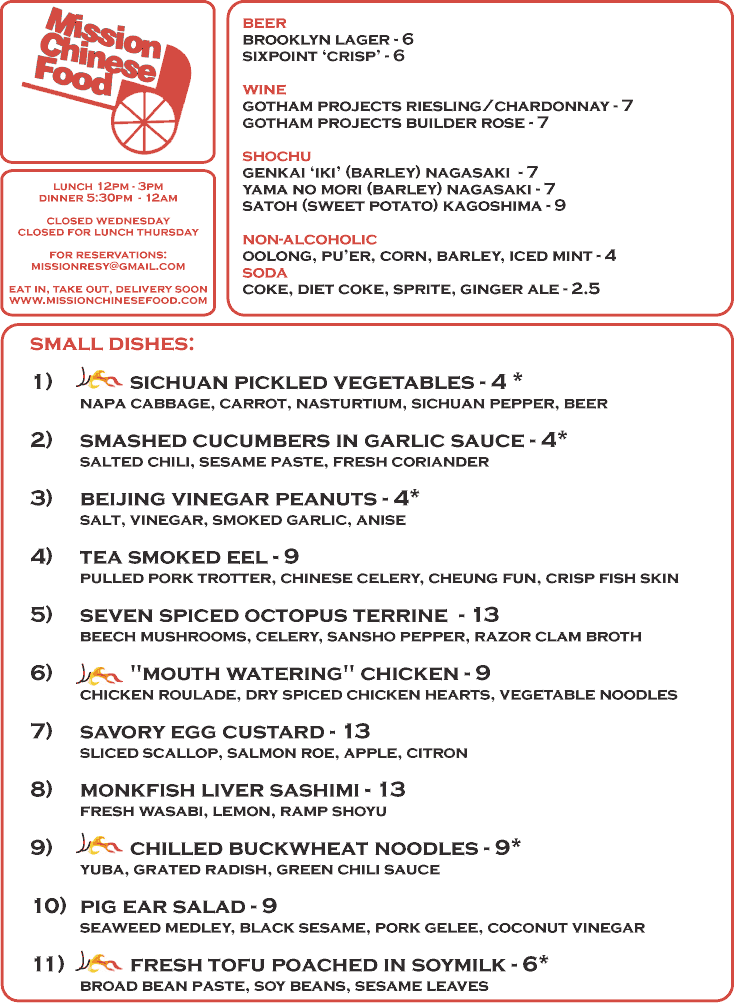 Mission
Chinese
Food
LUNCH 12PM - 3PM
DINNER 5:30PM - 12AM
CLOSED WEDNESDAY
CLOSED FOR LUNCH THURSDAY
FOR RESERVATIONS:
MISSIONRESY@GMAIL.COM
EAT IN, TAKE OUT, DELIVERY SOON
WWW.MISSIONCHINESEFOOD.COM
BEER
BROOKLYN LAGER - 6
SIXPOINT ‘CRISP’ - 6
WINE
GOTHAM PROJECTS RIESLING/CHARDONNAY - 7
GOTHAM PROJECTS BUILDER ROSE - 7
SHOCHU
GENKAI ‘IKI’ (BARLEY) NAGASAKI - 7
YAMA NO MORI (BARLEY) NAGASAKI - 7
SATOH (SWEET POTATO) KAGOSHIMA - 9
NON-ALCOHOLIC
OOLONG, PU’ER, CORN, BARLEY, ICED MINT - 4
SODA
COKE, DIET COKE, SPRITE, GINGER ALE - 2.5
SMALL DISHES:
1) SICHUAN PICKLED VEGETABLES - 4 *
NAPA CABBAGE, CARROT, NASTURTIUM, SICHUAN PEPPER, BEER
2) SMASHED CUCUMBERS IN GARLIC SAUCE - 4*
SALTED CHILI, SESAME PASTE, FRESH CORIANDER
3) BEIJING VINEGAR PEANUTS - 4*
SALT, VINEGAR, SMOKED GARLIC, ANISE
4) TEA SMOKED EEL - 9
PULLED PORK TROTTER, CHINESE CELERY, CHEUNG FUN, CRISP FISH SKIN
5) SEVEN SPICED OCTOPUS TERRINE - 13
BEECH MUSHROOMS, CELERY, SANSHO PEPPER, RAZOR CLAM BROTH
6) "MOUTH WATERING" CHICKEN - 9
CHICKEN ROULADE, DRY SPICED CHICKEN HEARTS, VEGETABLE NOODLES
7) SAVORY EGG CUSTARD - 13
SLICED SCALLOP, SALMON ROE, APPLE, CITRON
8) MONKFISH LIVER SASHIMI - 13
FRESH WASABI, LEMON, RAMP SHOYU
9) CHILLED BUCKWHEAT NOODLES - 9*
YUBA, GRATED RADISH, GREEN CHILI SAUCE
10) PIG EAR SALAD - 9
SEAWEED MEDLEY, BLACK SESAME, PORK GELEE, COCONUT VINEGAR
11) FRESH TOFU POACHED IN SOYMILK - 6*
BROAD BEAN PASTE, SOY BEANS, SESAME LEAVES